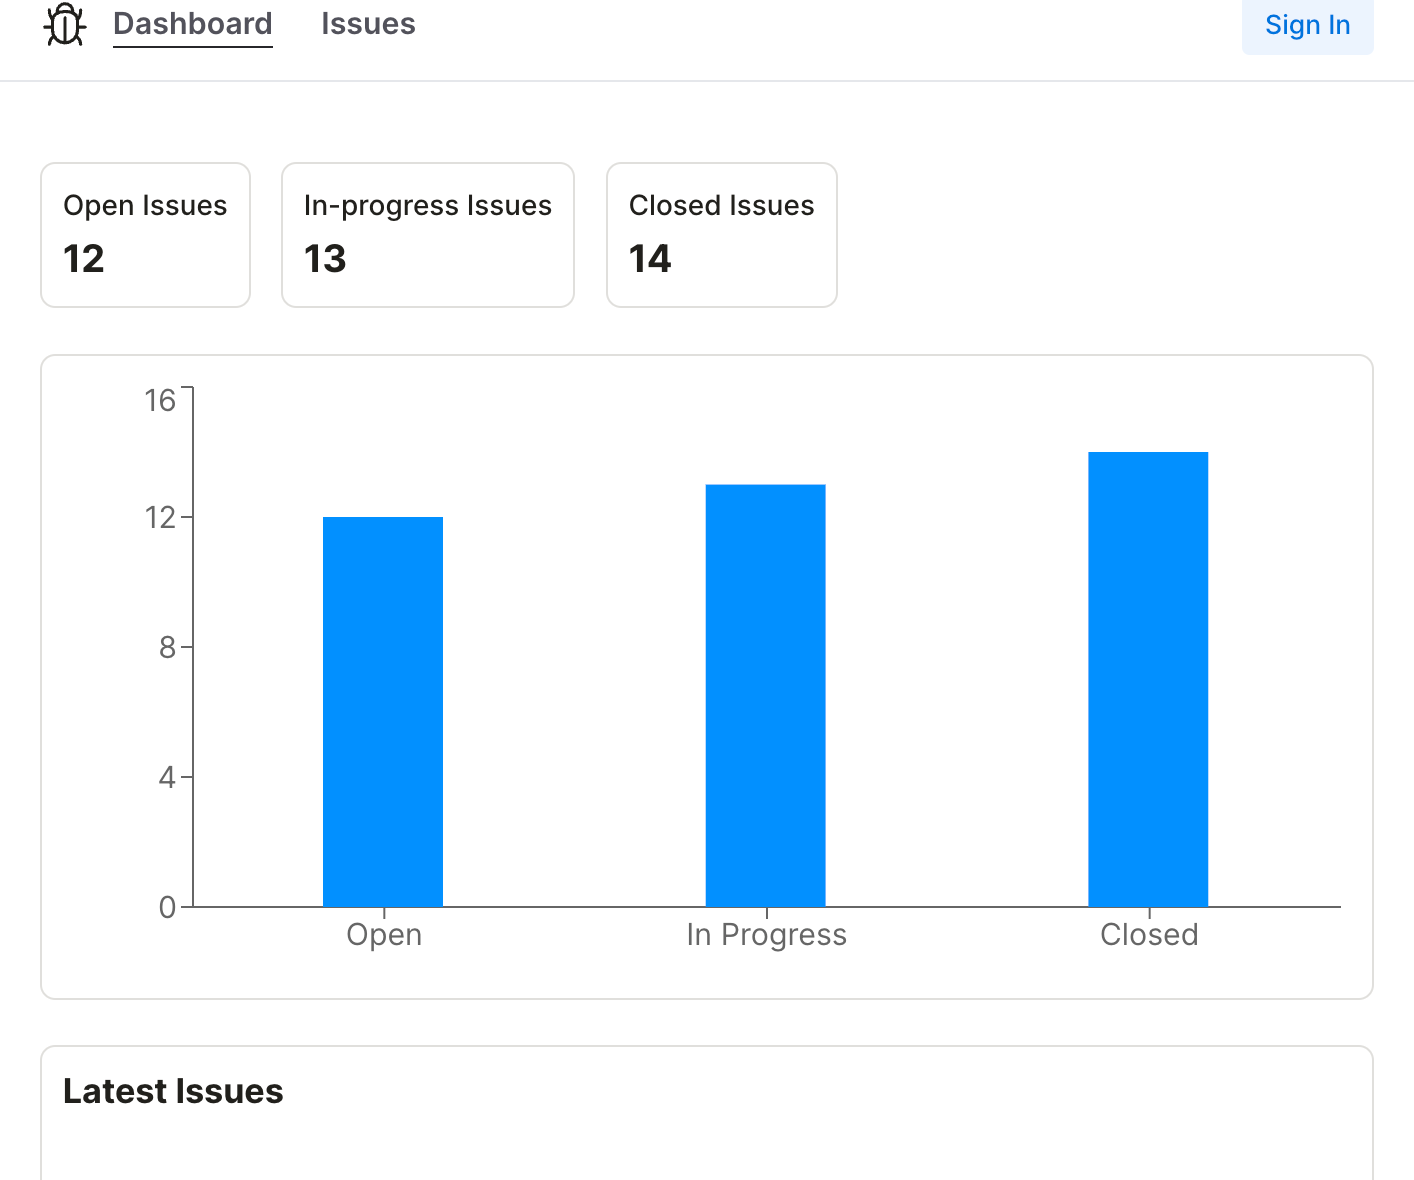 Dashboard Issues Sign In
Open Issues In-progress Issues Closed Issues
12 13 14
16
12
8
4
0
Open In Progress Closed
Latest Issues